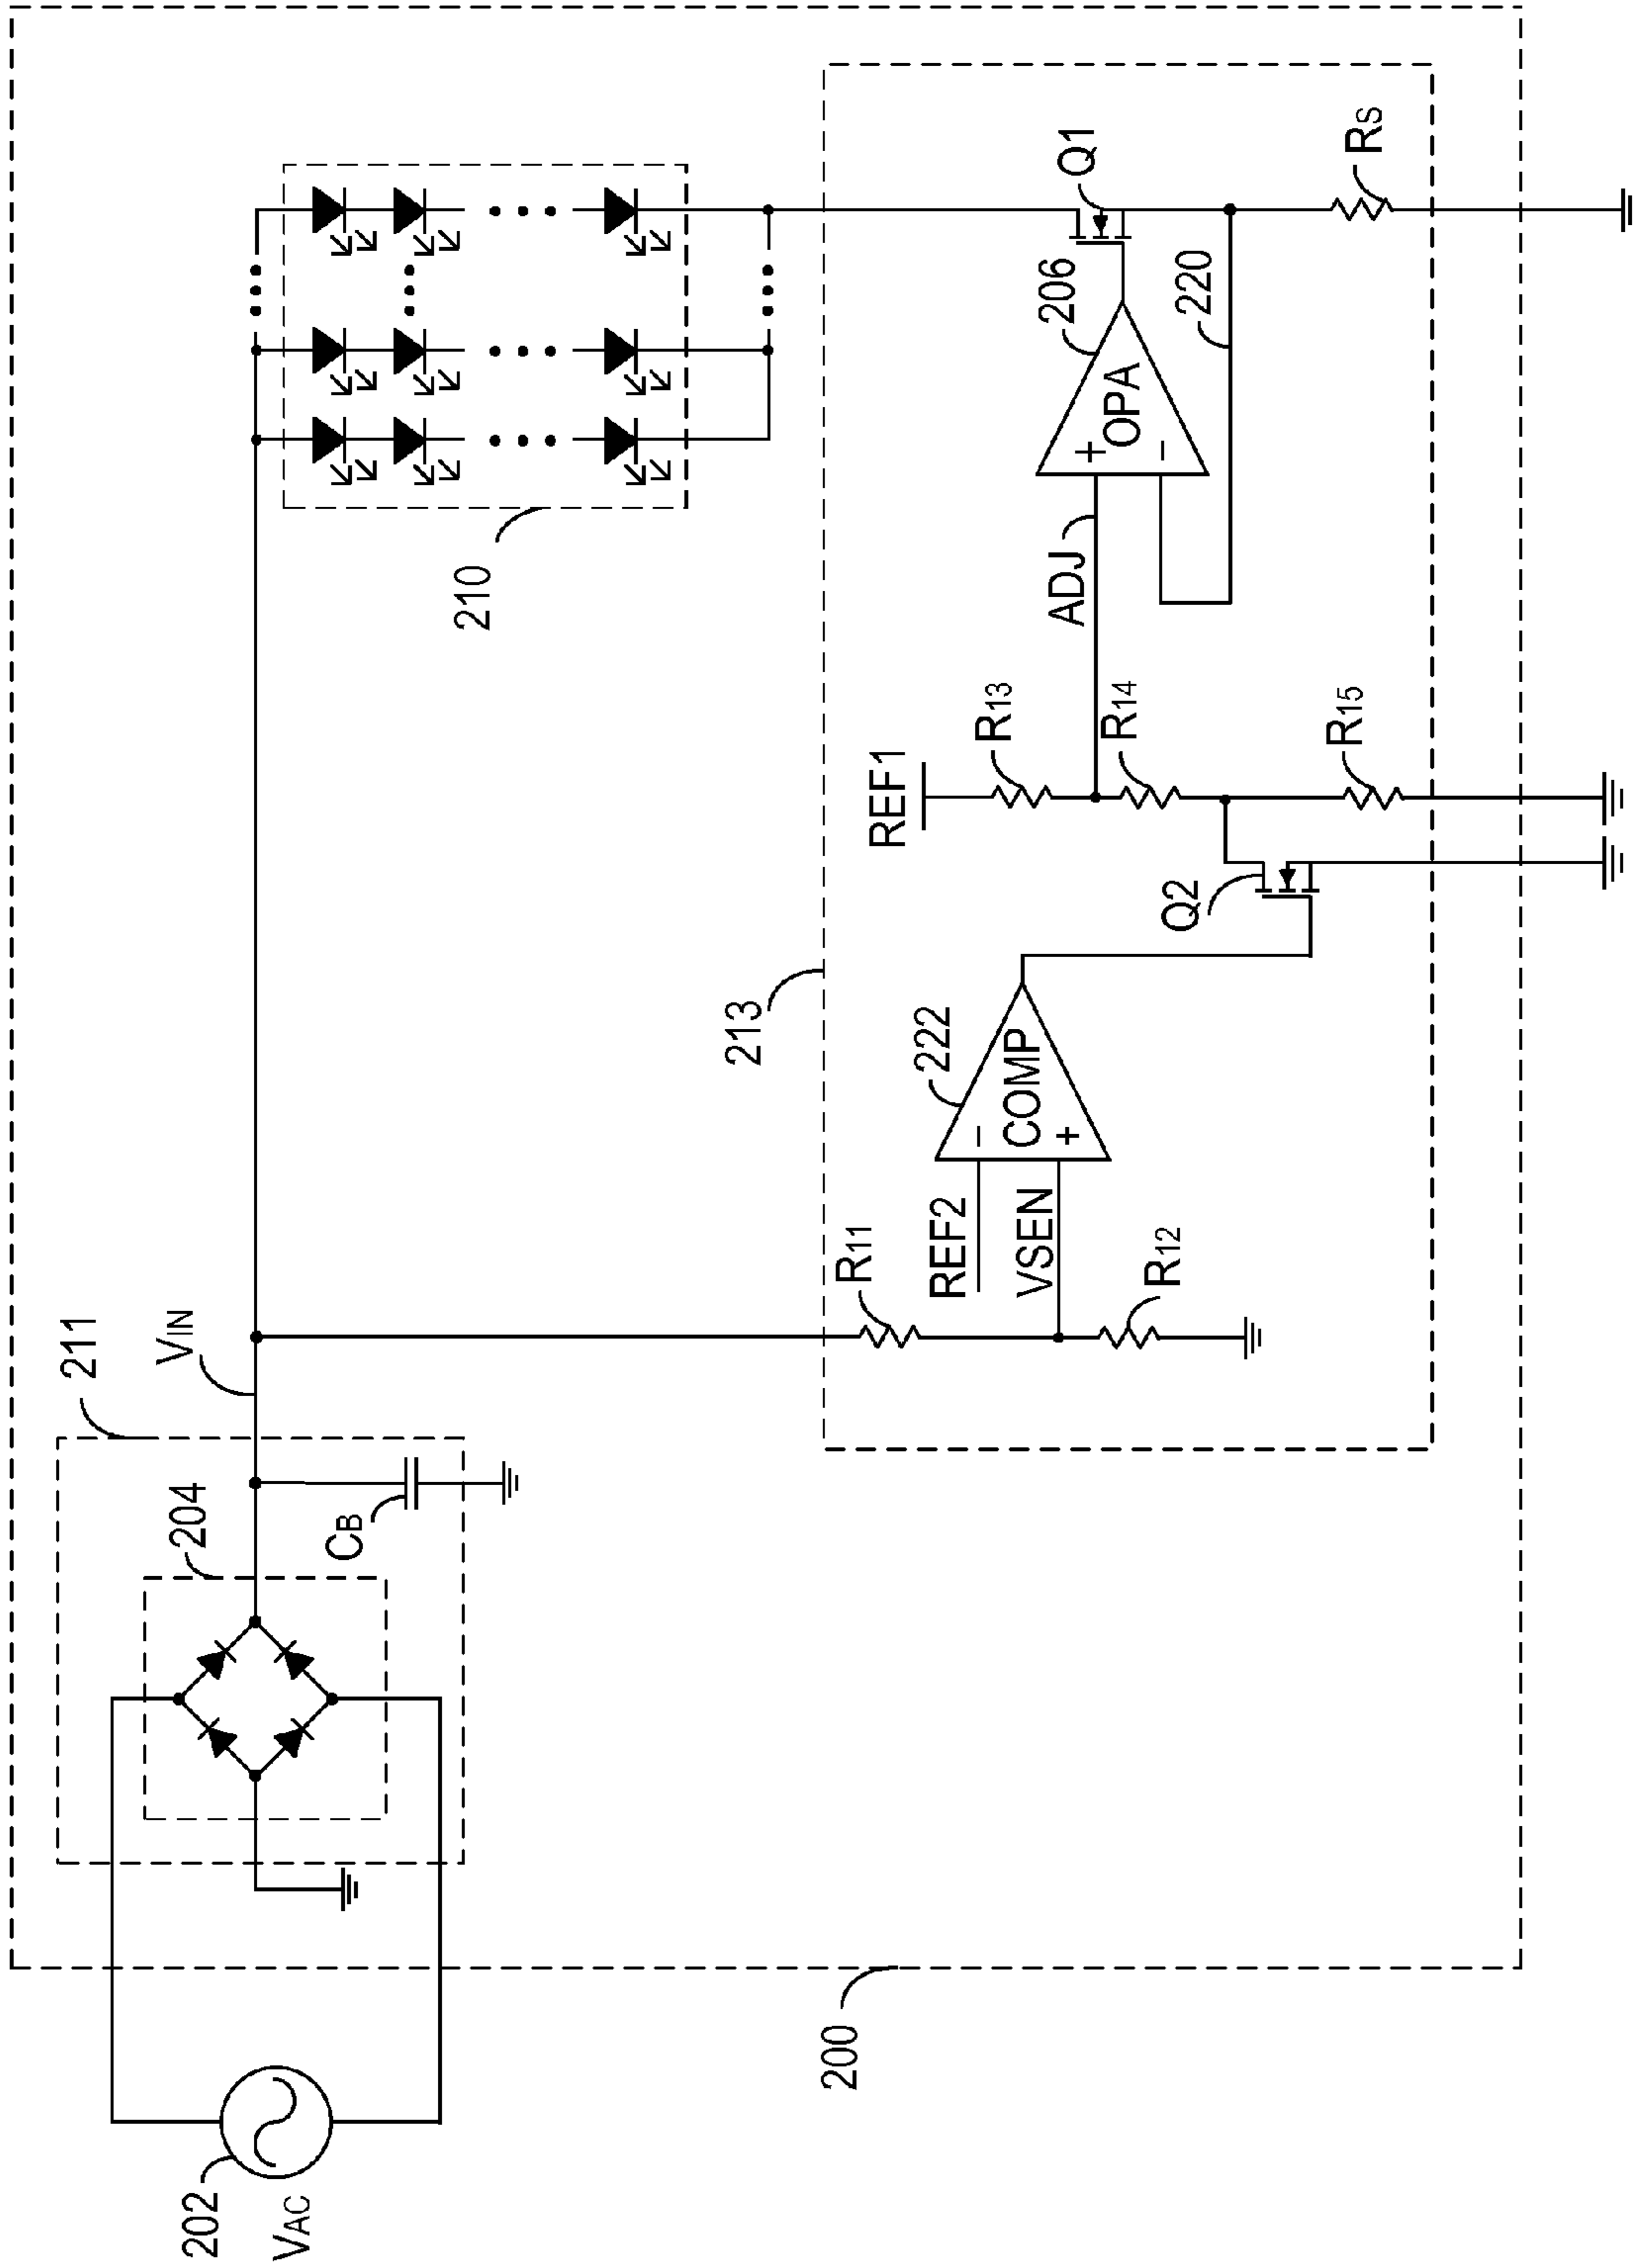 202
VAC
200
211
204
CB
VIN
210
213
R11
R12
REF2
VSEN
COMP
−
+
222
Q2
REF1
R13
R14
R15
ADJ
+
−
OPA
206
220
Q1
RS